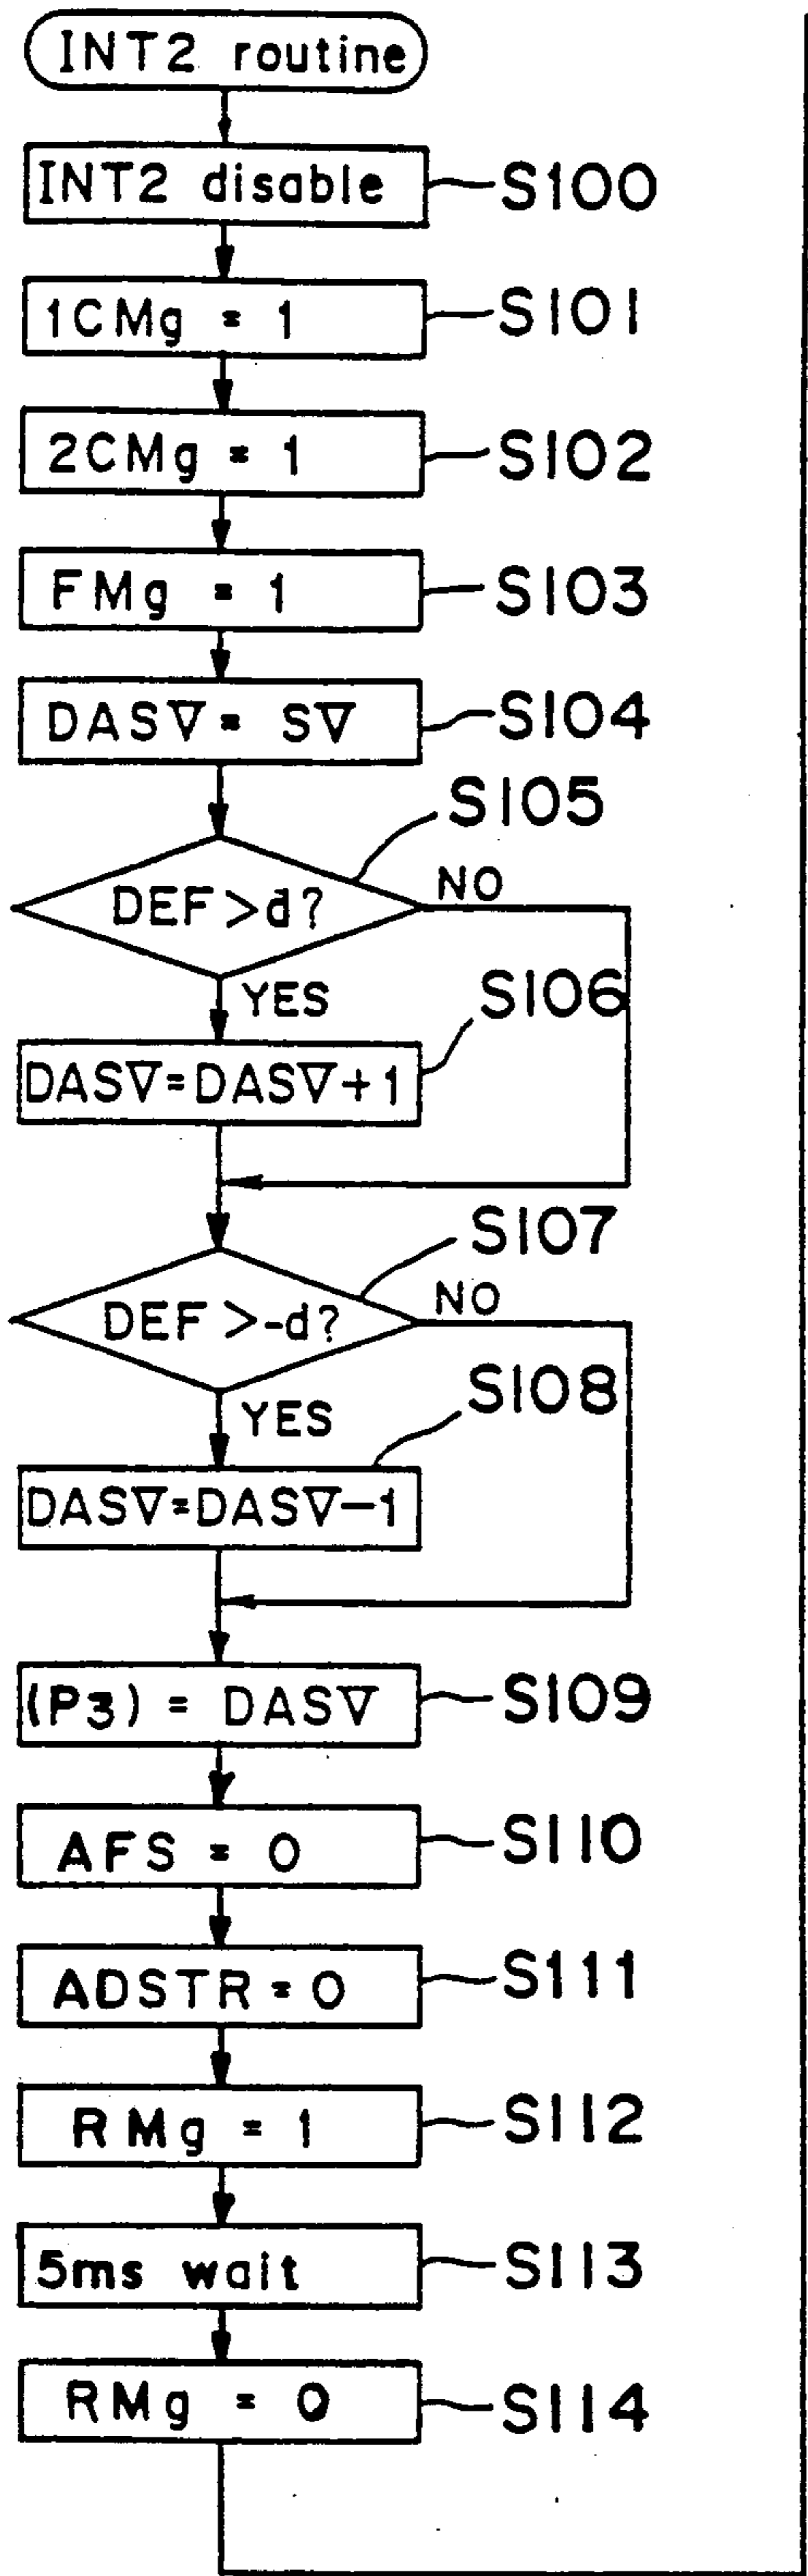 INT2 routine
INT2 disable S100
1CMg = 1 S101
2CMg = 1 S102
FMg = 1 S103
DAS∇ = S∇ S104
S105
DEF > d? NO
YES S106
DAS∇=DAS∇+1
S107
DEF > -d? NO
YES S108
DAS∇=DAS∇−1
(P3) = DAS∇ S109
AFS = 0 S110
ADSTR = 0 S111
RMg = 1 S112
5ms wait S113
RMg = 0 S114